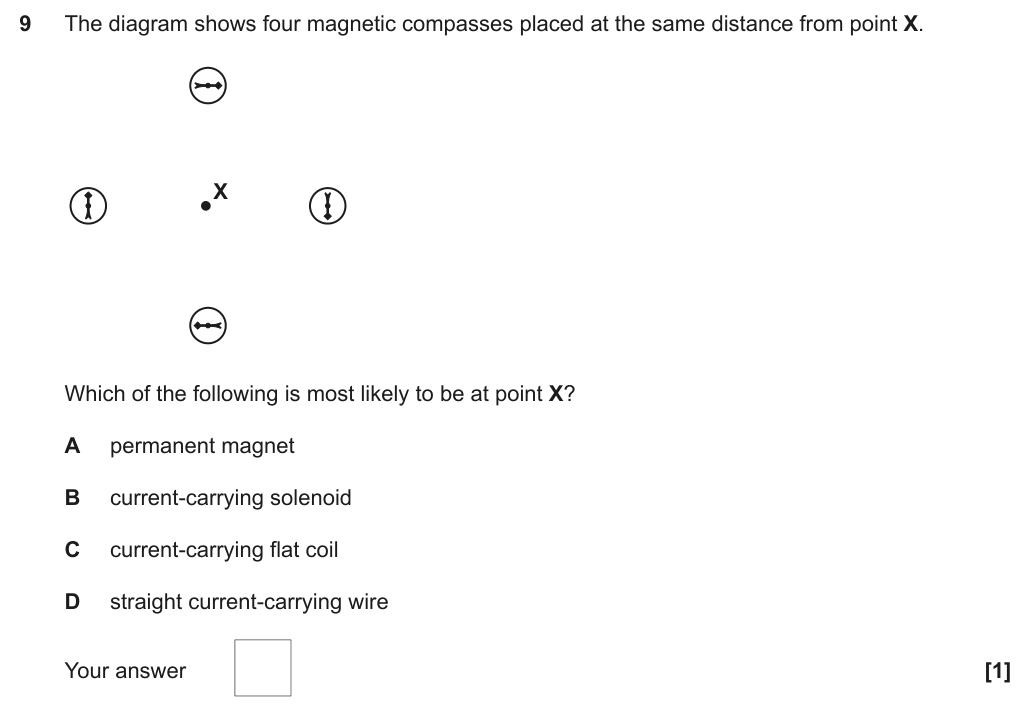 9 The diagram shows four magnetic compasses placed at the same distance from point X.
X
Which of the following is most likely to be at point X?
A permanent magnet
B current-carrying solenoid
C current-carrying flat coil
D straight current-carrying wire
Your answer [1]